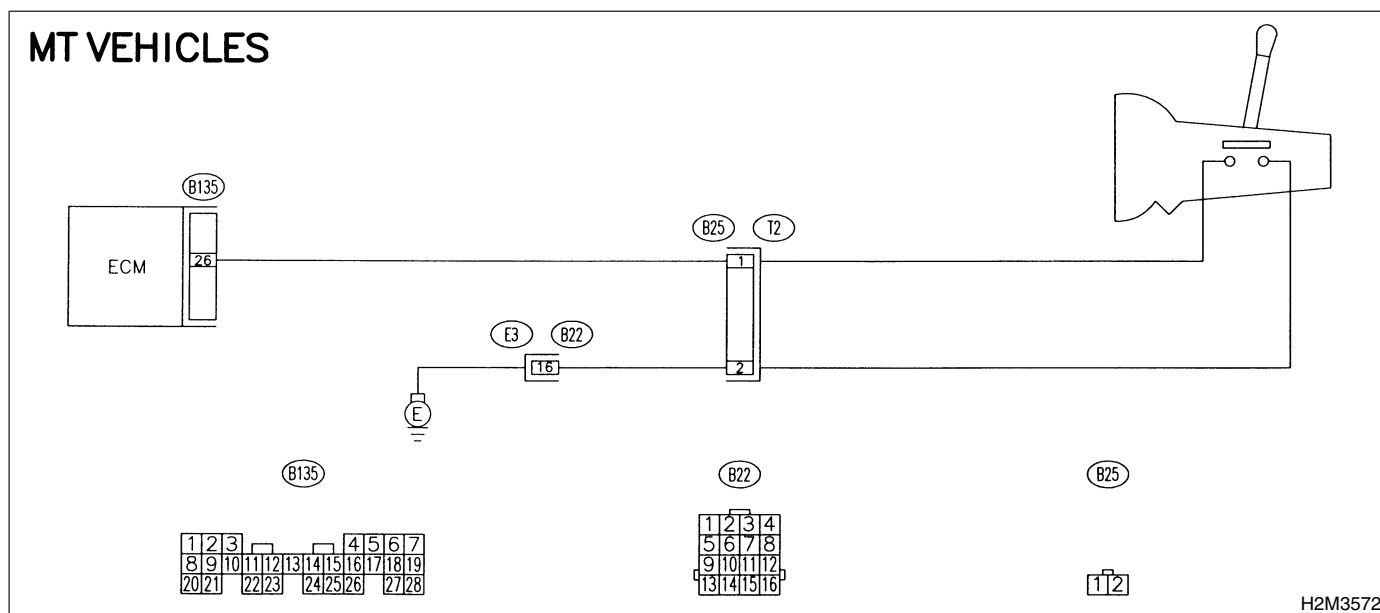 MT VEHICLES
B135
B25 T2
ECM 26 1
E3 B22
16 2
E
B135 B22 B25
1 2 3 4 5 6 7
8 9 10 11 12 13 14 15 16 17 18 19
20 21 22 23 24 25 26 27 28
1 2 3 4
5 6 7 8
9 10 11 12
13 14 15 16
1 2
H2M3572